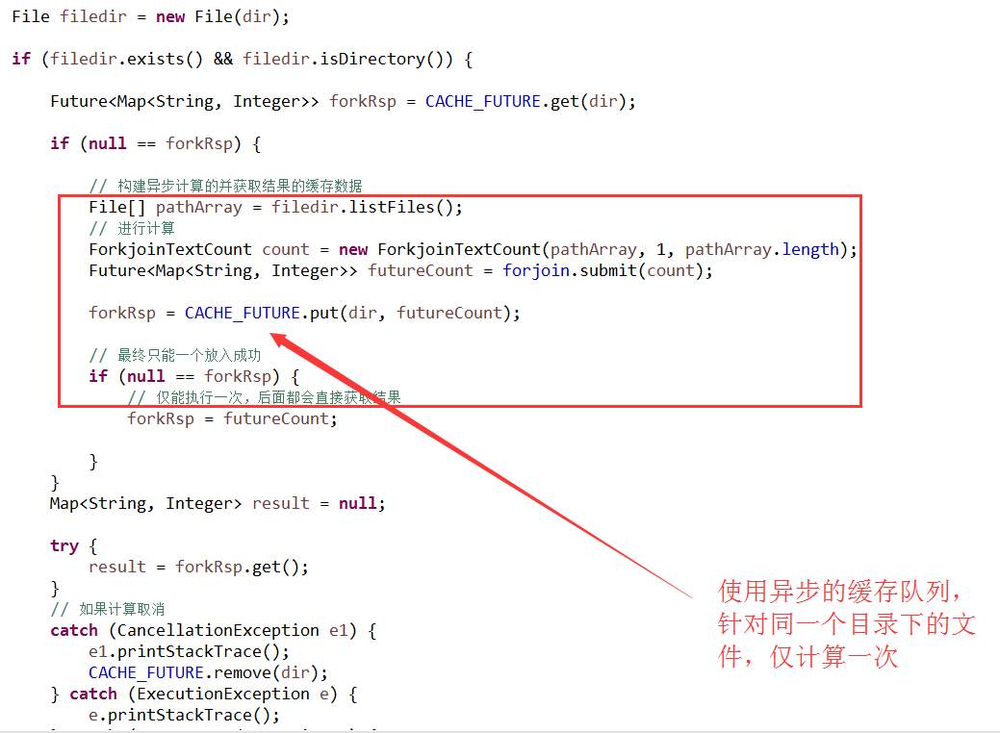 File filedir = new File(dir);
if (filedir.exists() && filedir.isDirectory()) {
Future<Map<String, Integer>> forkRsp = CACHE_FUTURE.get(dir);
if (null == forkRsp) {
// 构建异步计算的并获取结果的缓存数据
File[] pathArray = filedir.listFiles();
// 进行计算
ForkjoinTextCount count = new ForkjoinTextCount(pathArray, 1, pathArray.length);
Future<Map<String, Integer>> futureCount = forjoin.submit(count);
forkRsp = CACHE_FUTURE.put(dir, futureCount);
// 最终只能一个放入成功
if (null == forkRsp) {
// 仅能执行一次，后面都会直接获取结果
forkRsp = futureCount;
}
}
Map<String, Integer> result = null;
try {
result = forkRsp.get();
}
// 如果计算取消
catch (CancellationException e1) {
e1.printStackTrace();
CACHE_FUTURE.remove(dir);
} catch (ExecutionException e) {
e.printStackTrace();
使用异步的缓存队列，
针对同一个目录下的文
件，仅计算一次